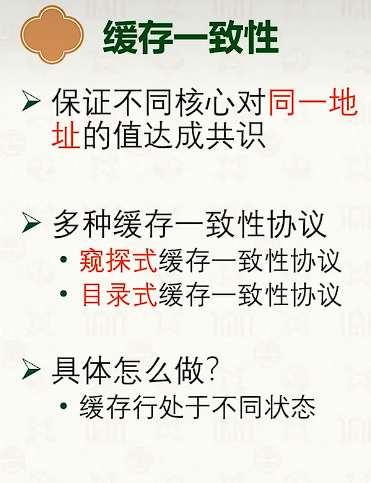 缓存一致性
➢ 保证不同核心对同一地
址的值达成共识
➢ 多种缓存一致性协议
• 窥探式缓存一致性协议
• 目录式缓存一致性协议
➢ 具体怎么做?
• 缓存行处于不同状态